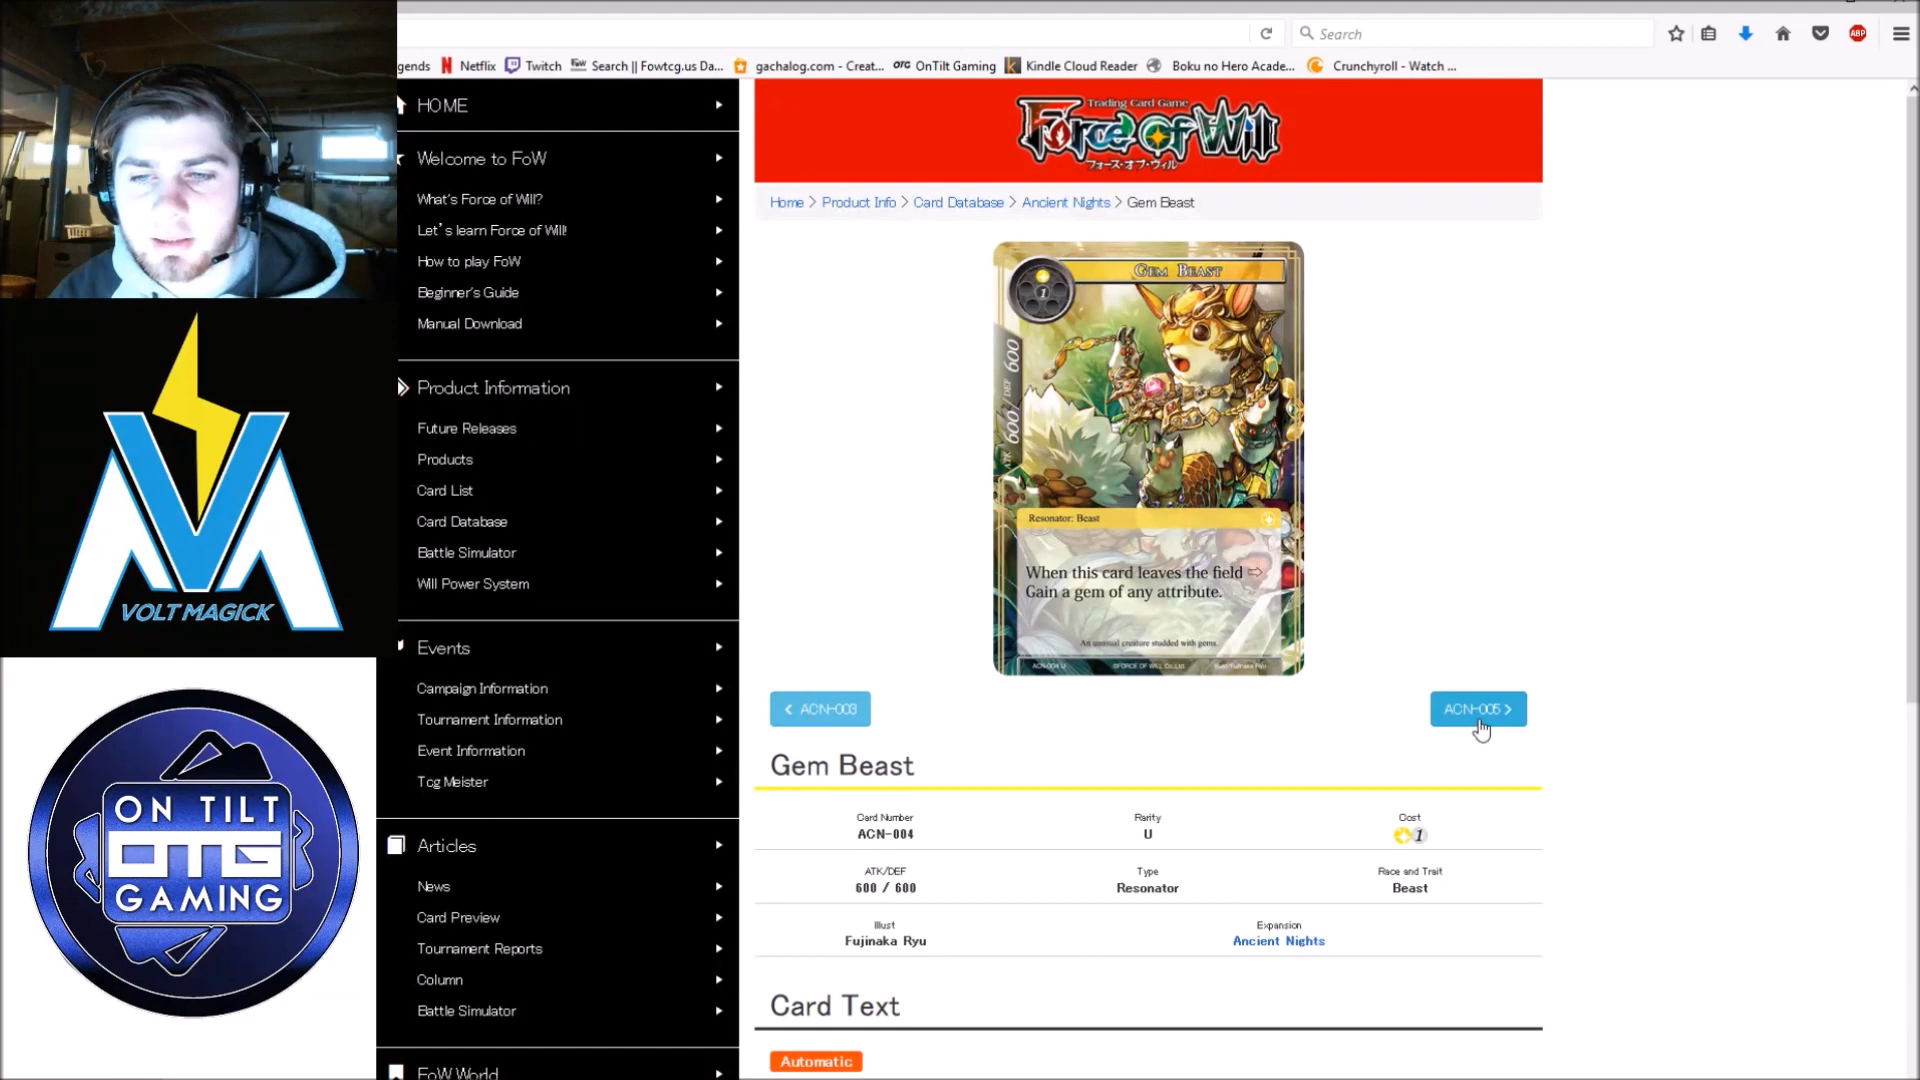 Search
gends
Netflix
Twitch
Search || Fowtcg.us Da...
gachalog.com - Creat...
OTG OnTilt Gaming
Kindle Cloud Reader
Boku no Hero Acade...
Crunchyroll - Watch ...
ABP
HOME
Welcome to FoW
What's Force of Will?
Let's learn Force of Will!
How to play FoW
Beginner's Guide
Manual Download
Product Information
Future Releases
Products
Card List
Card Database
Battle Simulator
Will Power System
Events
Campaign Information
Tournament Information
Event Information
Tcg Meister
Articles
News
Card Preview
Tournament Reports
Column
Battle Simulator
FoW World
VOLT MAGICK
ON TILT
OTG
GAMING
Trading Card Game
Force of Will
フォース・オブ・ウィル
Home > Product Info > Card Database > Ancient Nights > Gem Beast
GEM BEAST
1
ATK 600 / DEF 600
Resonator: Beast
When this card leaves the field ⇨
Gain a gem of any attribute.
An unusual creature studded with gems.
ACN-004 U
< ACN-003
ACN-005 >
Gem Beast
Card Number
ACN-004
Rarity
U
Cost
1
ATK/DEF
600 / 600
Type
Resonator
Race and Trait
Beast
Illust
Fujinaka Ryu
Expansion
Ancient Nights
Card Text
Automatic